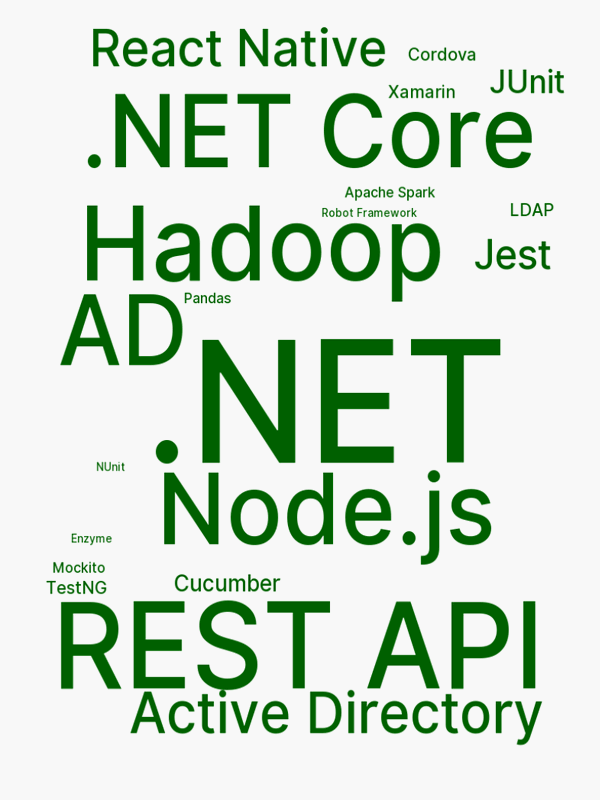 React Native
Cordova
JUnit
Xamarin
.NET Core
Apache Spark
Robot Framework
LDAP
Hadoop
Jest
Pandas
AD
.NET
NUnit
Node.js
Enzyme
Mockito
TestNG
Cucumber
REST API
Active Directory